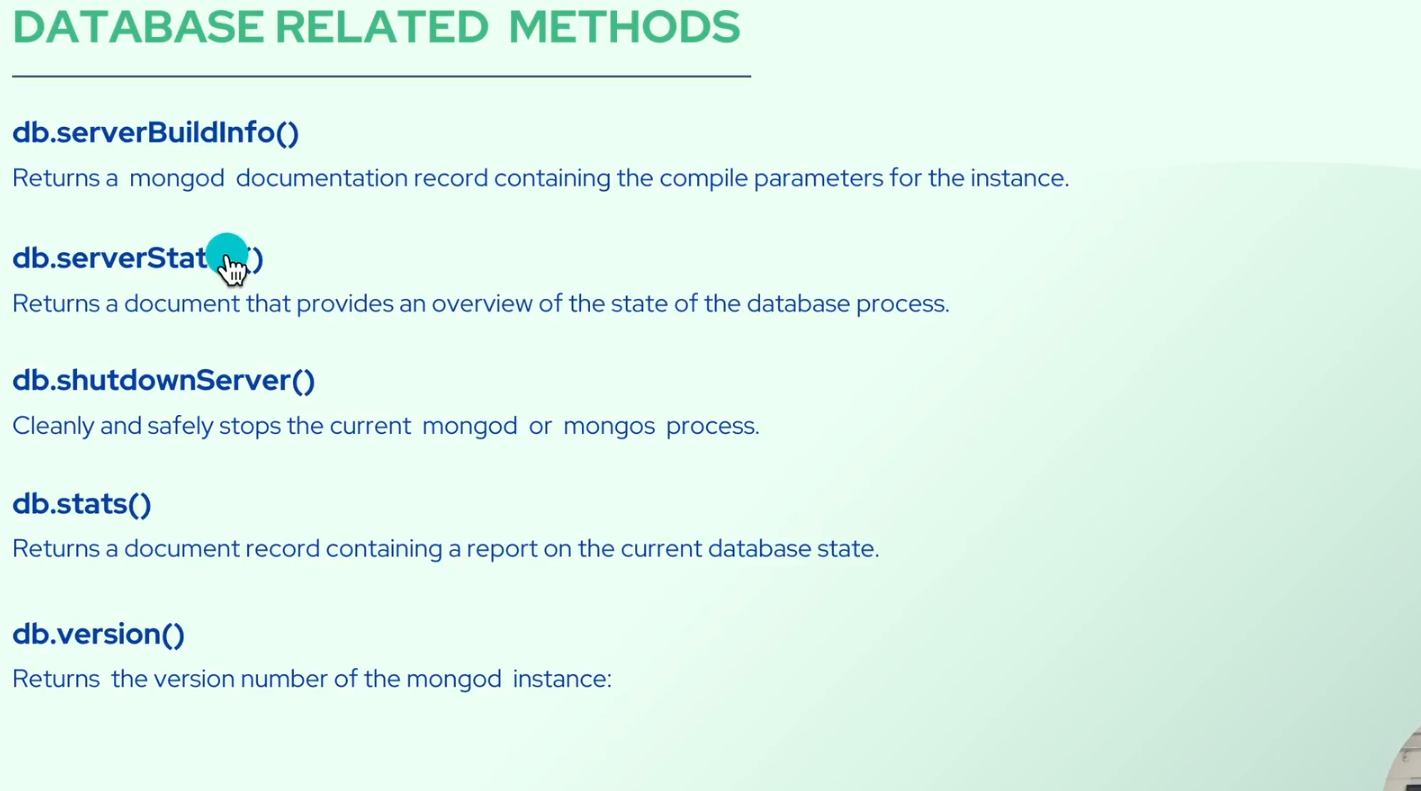 DATABASE RELATED METHODS
db.serverBuildInfo()
Returns a mongod documentation record containing the compile parameters for the instance.
Returns a document that provides an overview of the state of the database process.
db.shutdownServer()
Cleanly and safely stops the current mongod or mongos process.
db.stats()
Returns a document record containing a report on the current database state.
db.version()
Returns the version number of the mongod instance: